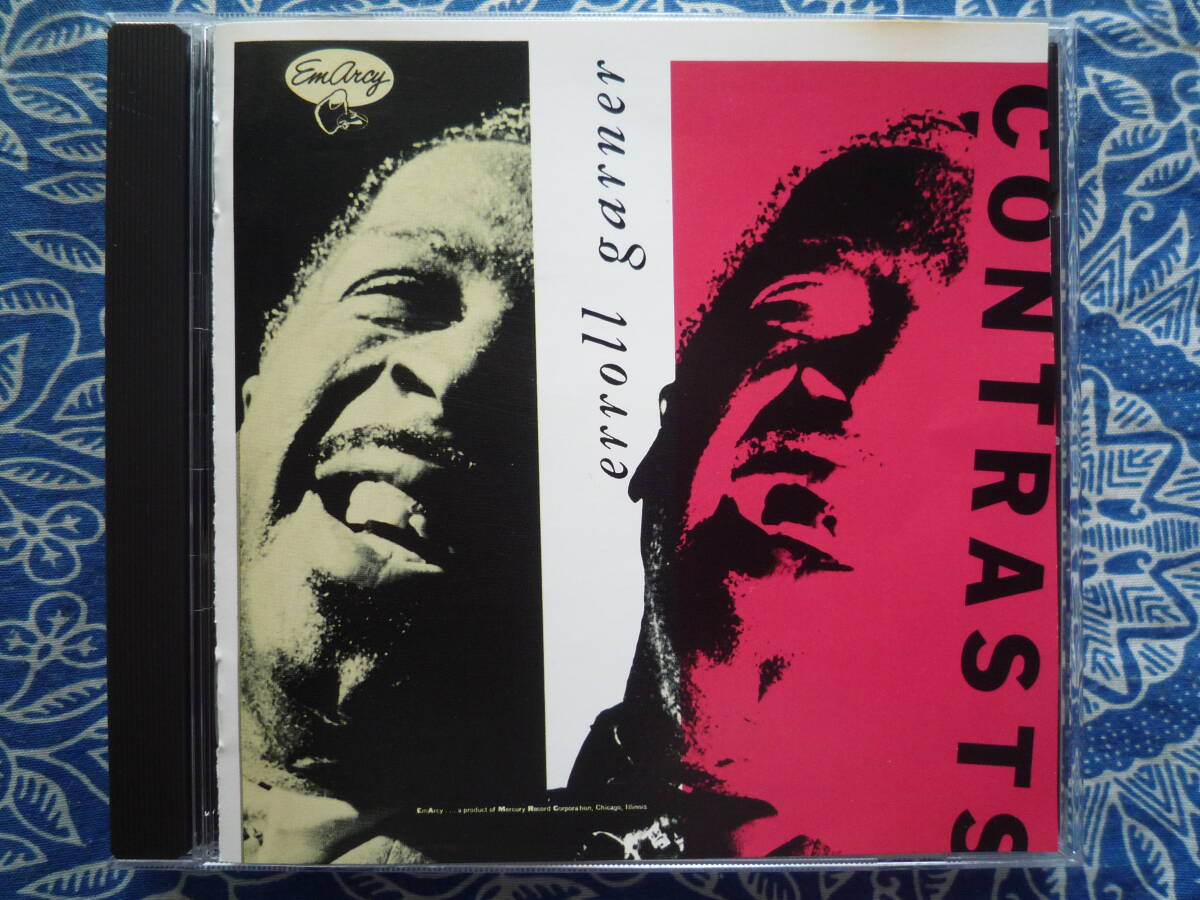 EmArcy
erroll garner
CONTRASTS
EmArcy . . . a product of Mercury Record Corporation, Chicago, Illinois